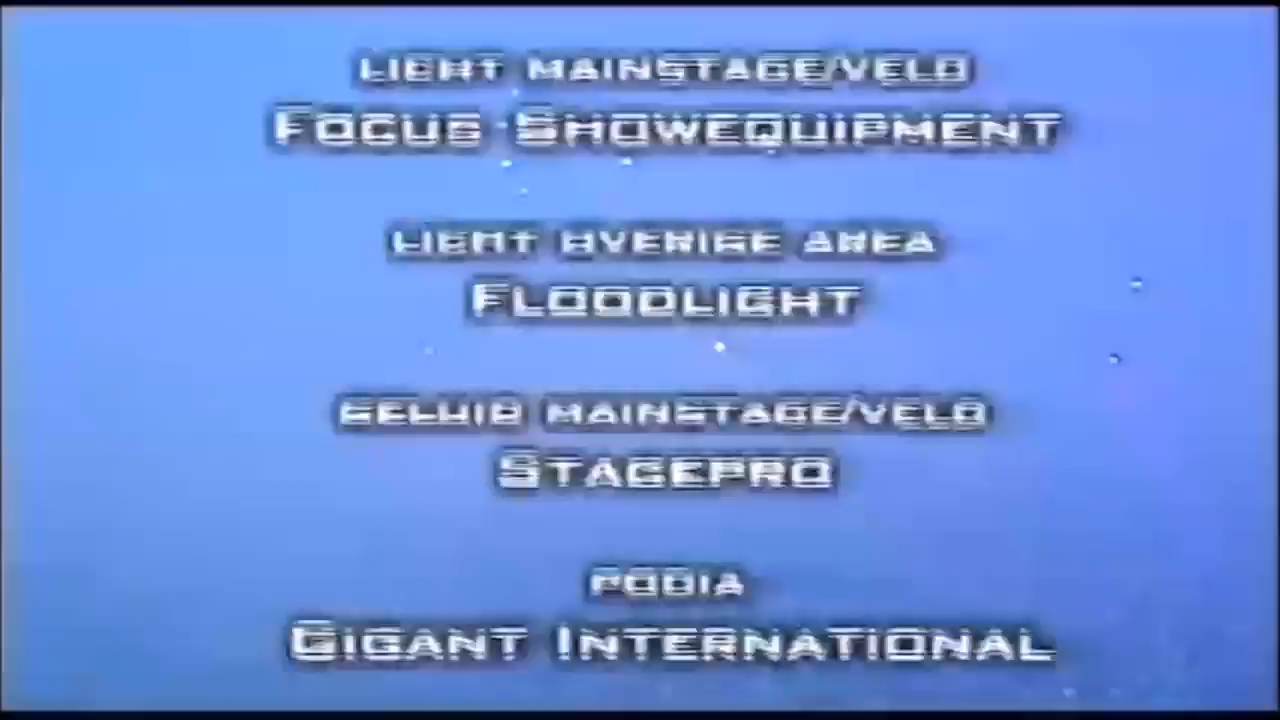 LICHT MAINSTAGE/VELD
FOCUS SHOWEQUIPMENT
LICHT OVERIGE AREA
FLOODLIGHT
GELUID MAINSTAGE/VELD
STAGEPRO
PODIA
GIGANT INTERNATIONAL